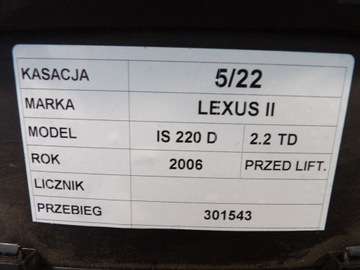 KASACJA 5/22
MARKA LEXUS II
MODEL IS 220 D 2.2 TD
ROK 2006 PRZED LIFT.
LICZNIK
PRZEBIEG 301543